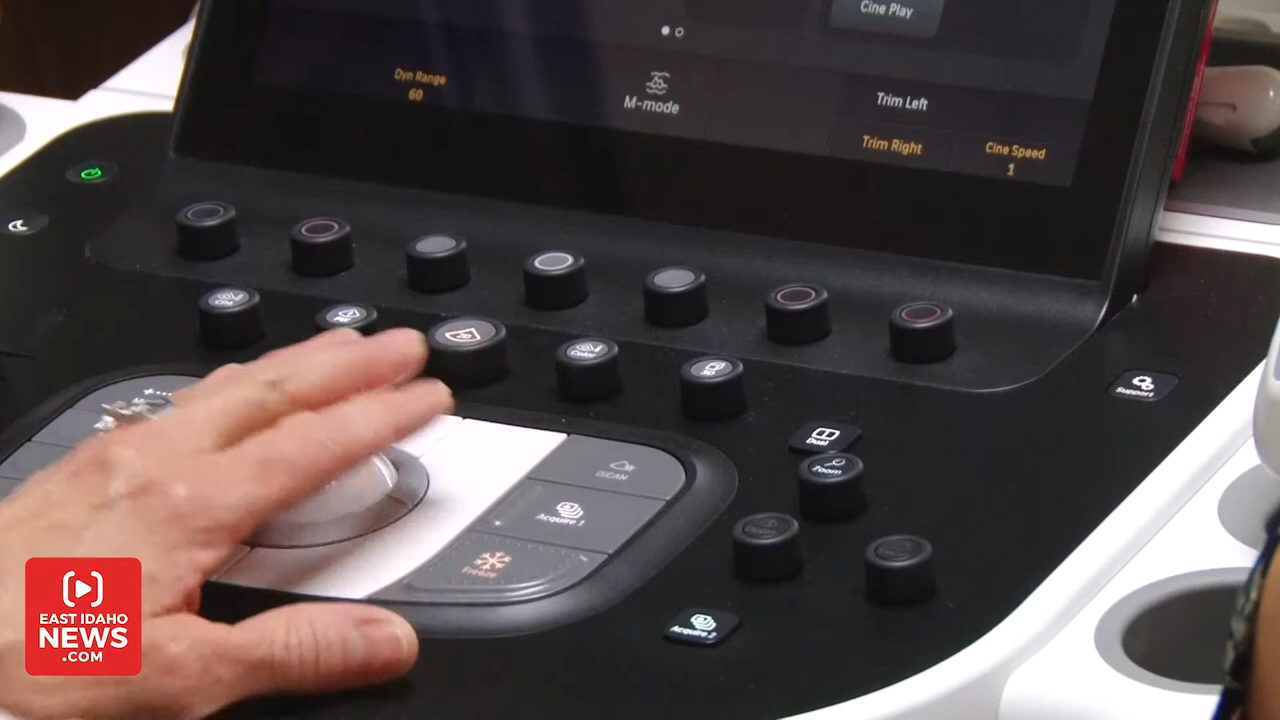 Cine Play
Dyn Range
60
M-mode
Trim Left
Trim Right
Cine Speed
1
CPA
Color
3D
Support
Dual
Zoom
M
iSCAN
Acquire 1
Freeze
Acquire 2
EAST IDAHO
NEWS
.COM